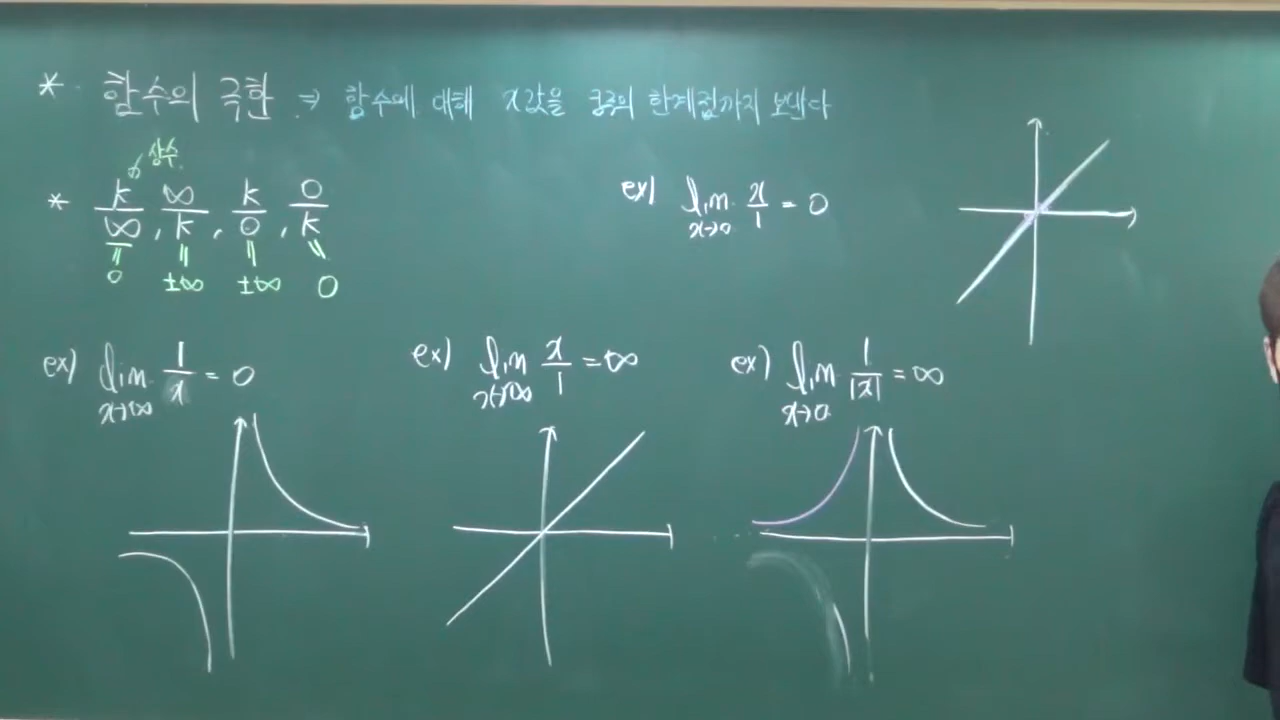 * 함수의 극한 ⇒ 함수에 대해 x값을 한계점까지 보낸다
상수
* k/∞, ∞/k, k/0, 0/k
0 ±∞ ±∞ 0
ex) lim x→0 x/1 = 0
ex) lim x→∞ 1/x = 0
ex) lim x→∞ x/1 = ∞
ex) lim x→0 1/|x| = ∞